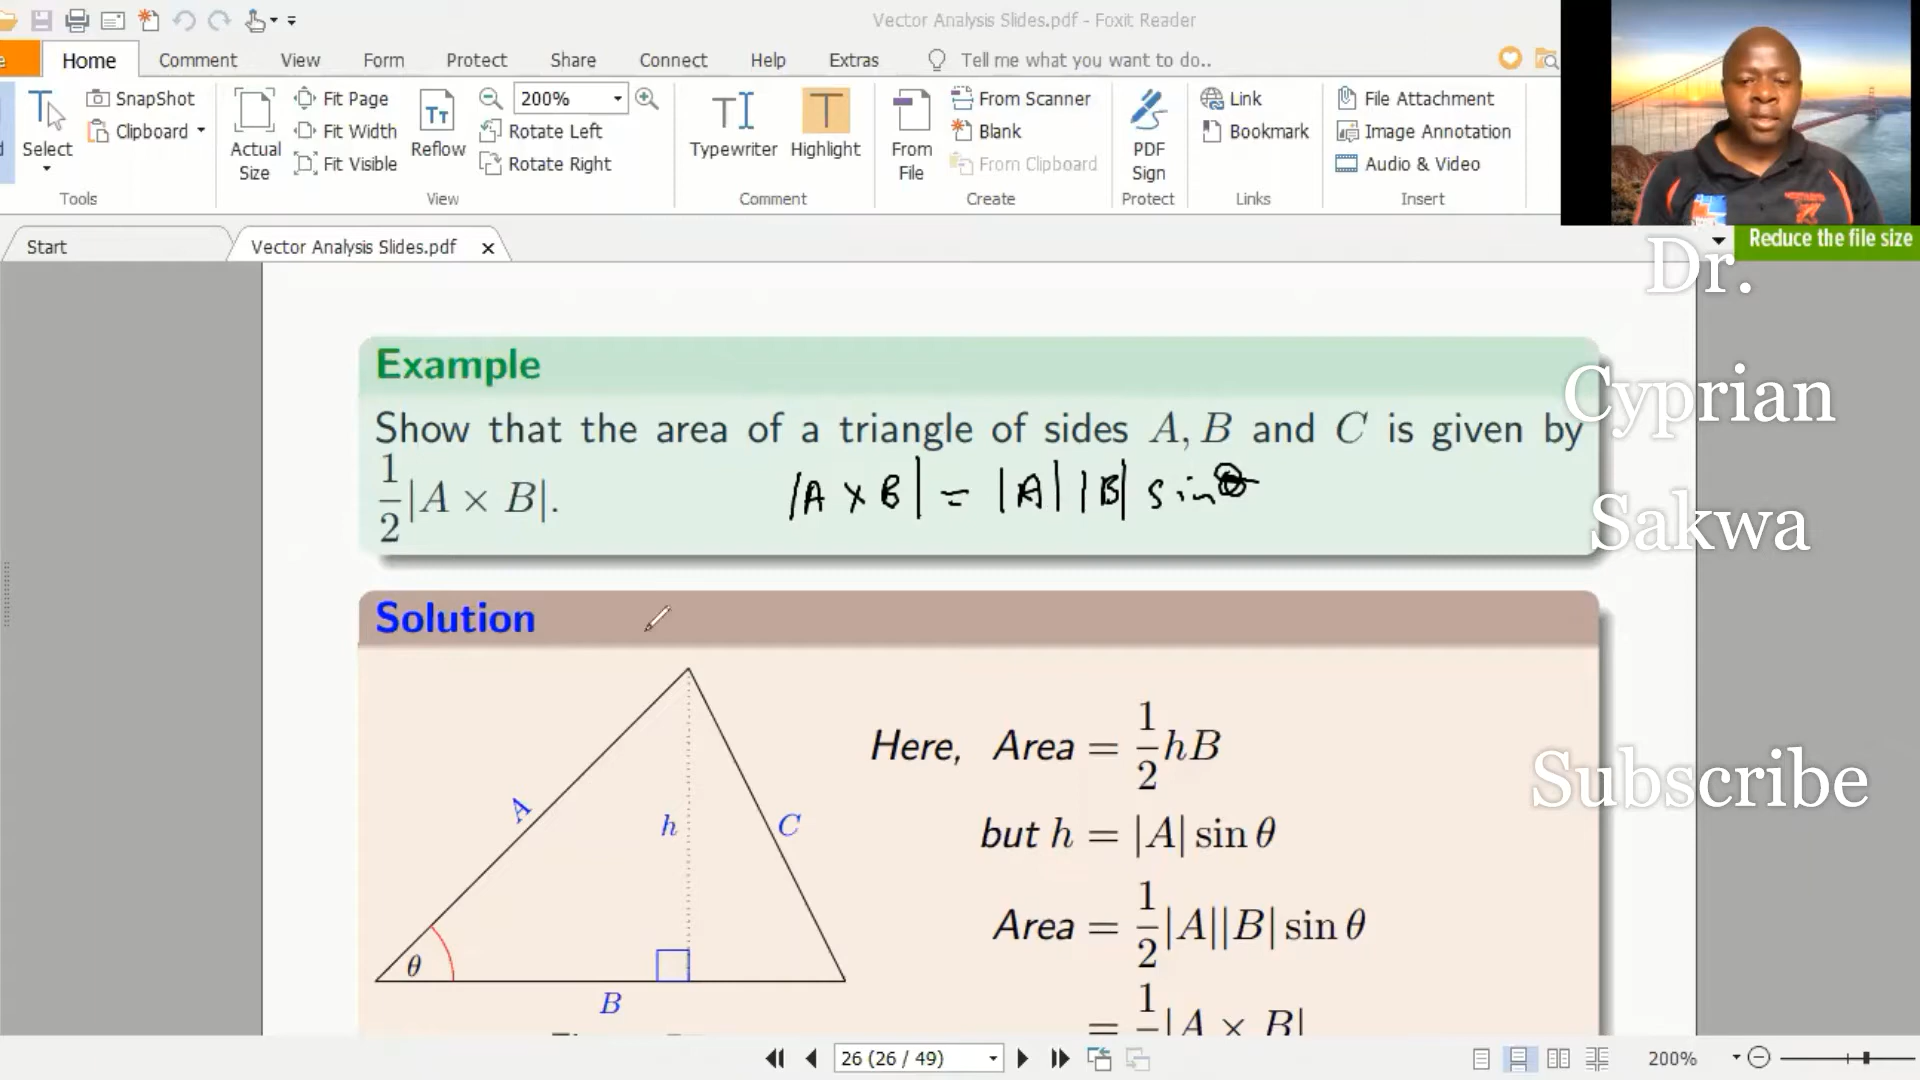 Vector Analysis Slides.pdf - Foxit Reader
Home Comment View Form Protect Share Connect Help Extras Tell me what you want to do..
SnapShot Fit Page 200% From Scanner Link File Attachment
Clipboard Fit Width Rotate Left Blank Bookmark Image Annotation
Select Actual Size Reflow Typewriter Highlight From File PDF Sign
Fit Visible Rotate Right From Clipboard Audio & Video
Tools View Comment Create Protect Links Insert
Start Vector Analysis Slides.pdf Reduce the file size
Dr.
Cyprian
Sakwa
Subscribe
Example
Show that the area of a triangle of sides A, B and C is given by
1/2|A × B|.
|A × B| = |A| |B| sin θ
Solution
A
h
C
θ
B
Here, Area = 1/2 hB
but h = |A| sin θ
Area = 1/2 |A||B| sin θ
26 (26 / 49) 200%